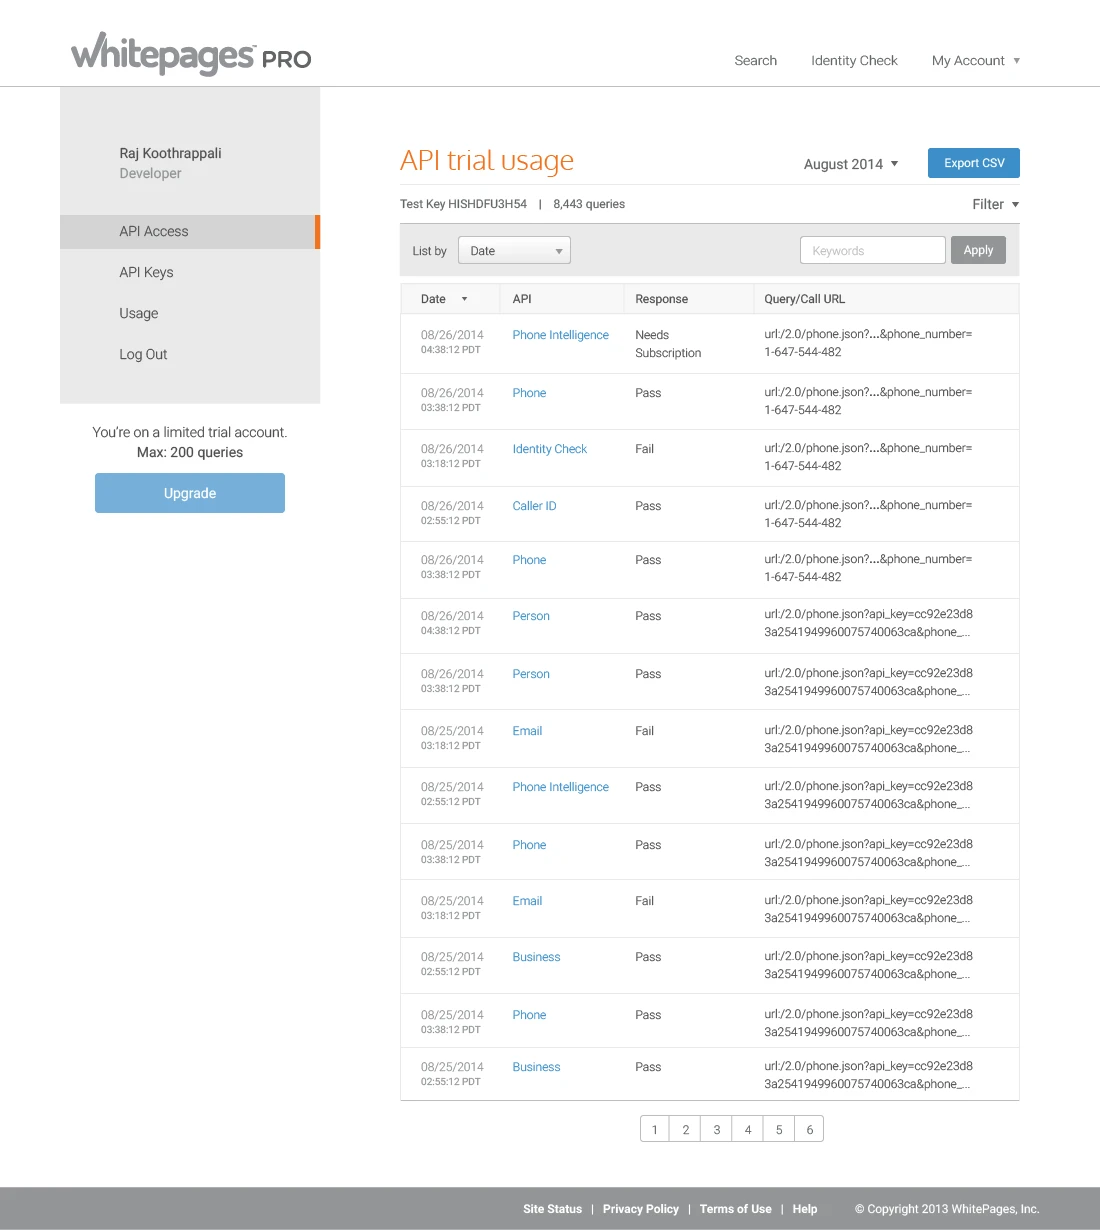 whitepages™ PRO
Search Identity Check My Account
Raj Koothrappali
Developer
API Access
API Keys
Usage
Log Out
You're on a limited trial account.
Max: 200 queries
Upgrade
API trial usage August 2014 Export CSV
Test Key HISHDFU3H54 | 8,443 queries Filter
List by Date Keywords Apply
Date API Response Query/Call URL
08/26/2014 Phone Intelligence Needs url:/2.0/phone.json?...&phone_number=
04:38:12 PDT Subscription 1-647-544-482
08/26/2014 Phone Pass url:/2.0/phone.json?...&phone_number=
03:38:12 PDT 1-647-544-482
08/26/2014 Identity Check Fail url:/2.0/phone.json?...&phone_number=
03:18:12 PDT 1-647-544-482
08/26/2014 Caller ID Pass url:/2.0/phone.json?...&phone_number=
02:55:12 PDT 1-647-544-482
08/26/2014 Phone Pass url:/2.0/phone.json?...&phone_number=
03:38:12 PDT 1-647-544-482
08/26/2014 Person Pass url:/2.0/phone.json?api_key=cc92e23d8
04:38:12 PDT 3a2541949960075740063ca&phone_...
08/26/2014 Person Pass url:/2.0/phone.json?api_key=cc92e23d8
03:38:12 PDT 3a2541949960075740063ca&phone_...
08/25/2014 Email Fail url:/2.0/phone.json?api_key=cc92e23d8
03:18:12 PDT 3a2541949960075740063ca&phone_...
08/25/2014 Phone Intelligence Pass url:/2.0/phone.json?api_key=cc92e23d8
02:55:12 PDT 3a2541949960075740063ca&phone_...
08/25/2014 Phone Pass url:/2.0/phone.json?api_key=cc92e23d8
03:38:12 PDT 3a2541949960075740063ca&phone_...
08/25/2014 Email Fail url:/2.0/phone.json?api_key=cc92e23d8
03:18:12 PDT 3a2541949960075740063ca&phone_...
08/25/2014 Business Pass url:/2.0/phone.json?api_key=cc92e23d8
02:55:12 PDT 3a2541949960075740063ca&phone_...
08/25/2014 Phone Pass url:/2.0/phone.json?api_key=cc92e23d8
03:38:12 PDT 3a2541949960075740063ca&phone_...
08/25/2014 Business Pass url:/2.0/phone.json?api_key=cc92e23d8
02:55:12 PDT 3a2541949960075740063ca&phone_...
1 2 3 4 5 6
Site Status | Privacy Policy | Terms of Use | Help © Copyright 2013 WhitePages, Inc.